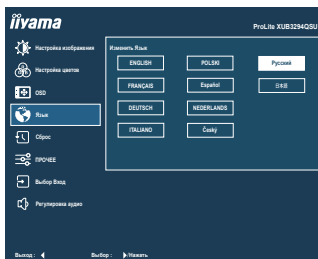 iiyama
ProLite XUB3294QSU
Настройка изображения
Настройка цветов
OSD
Язык
Сброс
ПРОЧЕЕ
Выбор Вход
Регулировка аудио
Изменить Язык
ENGLISH POLSKI Русский
FRANÇAIS Español 日本語
DEUTSCH NEDERLANDS
ITALIANO Český
Выход : Выбор : /Нажать